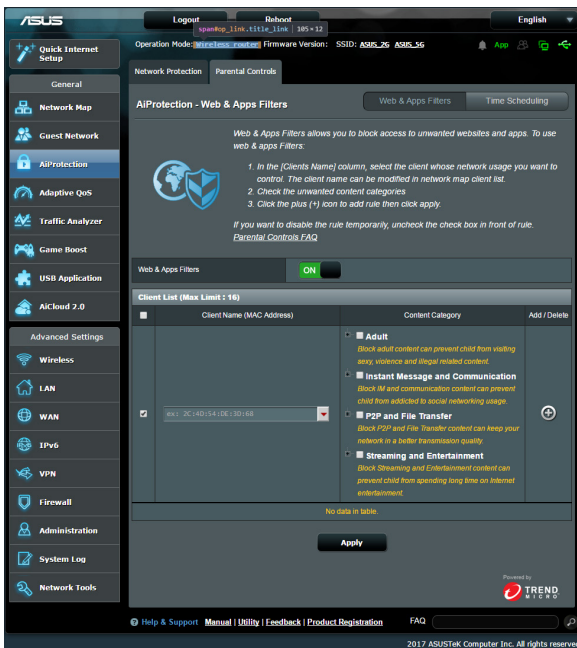 ASUS
Logout
Reboot
English
span#op_link.title_link | 105×12
Quick Internet
Setup
Operation Mode: Wireless router Firmware Version: SSID: ASUS_2G ASUS_5G
App
General
Network Protection
Parental Controls
Network Map
AiProtection - Web & Apps Filters
Web & Apps Filters
Time Scheduling
Guest Network
AiProtection
Adaptive QoS
Traffic Analyzer
Game Boost
USB Application
AiCloud 2.0
Web & Apps Filters allows you to block access to unwanted websites and apps. To use
web & apps Filters:
1. In the [Clients Name] column, select the client whose network usage you want to
control. The client name can be modified in network map client list.
2. Check the unwanted content categories
3. Click the plus (+) icon to add rule then click apply.
If you want to disable the rule temporarily, uncheck the check box in front of rule.
Parental Controls FAQ
Web & Apps Filters
ON
Client List (Max Limit : 16)
Client Name (MAC Address)
Content Category
Add / Delete
ex: 2C:4D:54:DE:3D:68
Adult
Block adult content can prevent child from visiting
sexy, violence and illegal related content.
Instant Message and Communication
Block IM and communication content can prevent
child from addicted to social networking usage.
P2P and File Transfer
Block P2P and File Transfer content can keep your
network in a better transmission quality.
Streaming and Entertainment
Block Streaming and Entertainment content can
prevent child from spending long time on Internet
entertainment.
No data in table.
Apply
Advanced Settings
Wireless
LAN
WAN
IPv6
VPN
Firewall
Administration
System Log
Network Tools
Powered by
TREND
MICRO
Help & Support Manual | Utility | Feedback | Product Registration FAQ
2017 ASUSTeK Computer Inc. All rights reserve